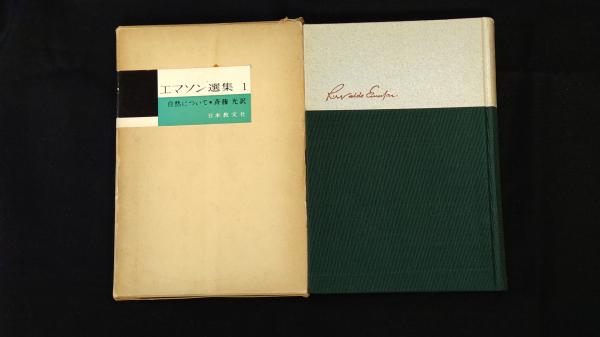 エマソン選集 1
自然について★斉藤 光訳
日本教文社
R. Waldo Emerson